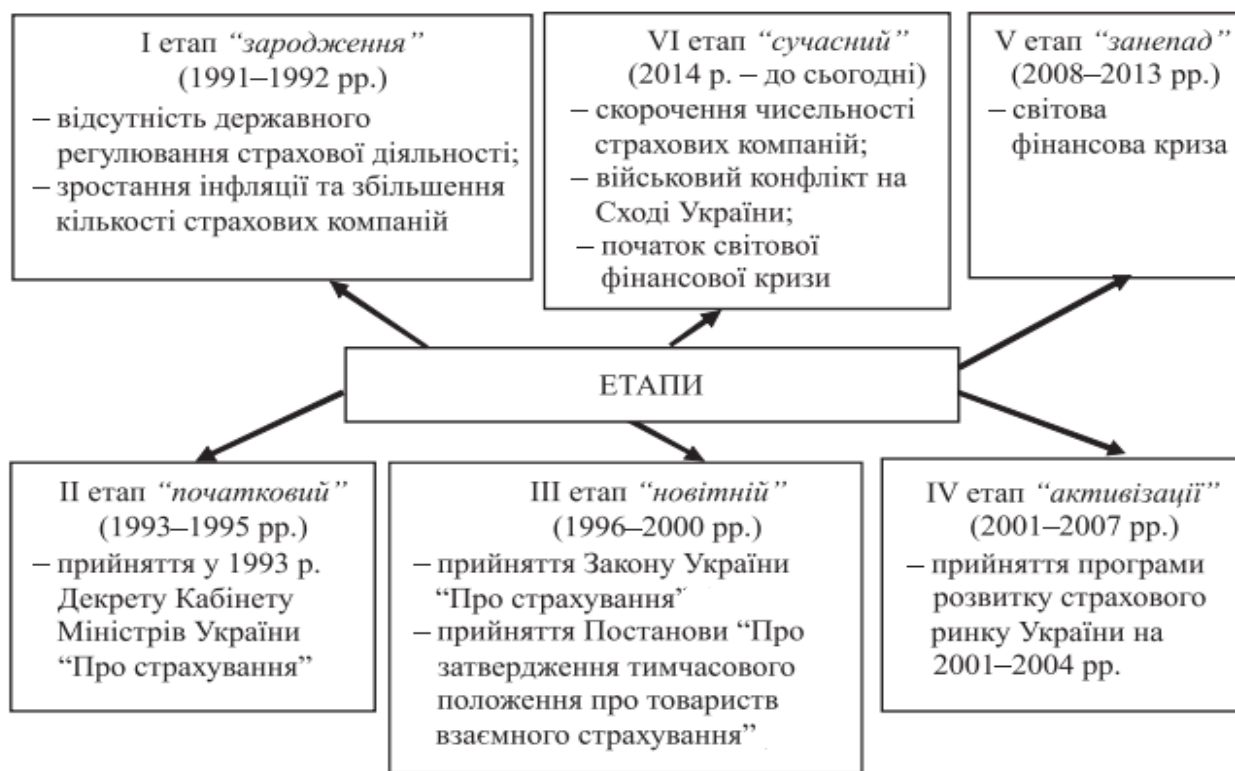 I етап “зародження”
(1991–1992 рр.)
– відсутність державного
регулювання страхової діяльності;
– зростання інфляції та збільшення
кількості страхових компаній
VI етап “сучасний”
(2014 р. – до сьогодні)
– скорочення чисельності
страхових компаній;
– військовий конфлікт на
Сході України;
– початок світової
фінансової кризи
V етап “занепад”
(2008–2013 рр.)
– світова
фінансова криза
ЕТАПИ
II етап “початковий”
(1993–1995 рр.)
– прийняття у 1993 р.
Декрету Кабінету
Міністрів України
“Про страхування”
III етап “новітній”
(1996–2000 рр.)
– прийняття Закону України
“Про страхування”
– прийняття Постанови “Про
затвердження тимчасового
положення про товариств
взаємного страхування”
IV етап “активізації”
(2001–2007 рр.)
– прийняття програми
розвитку страхового
ринку України на
2001–2004 рр.